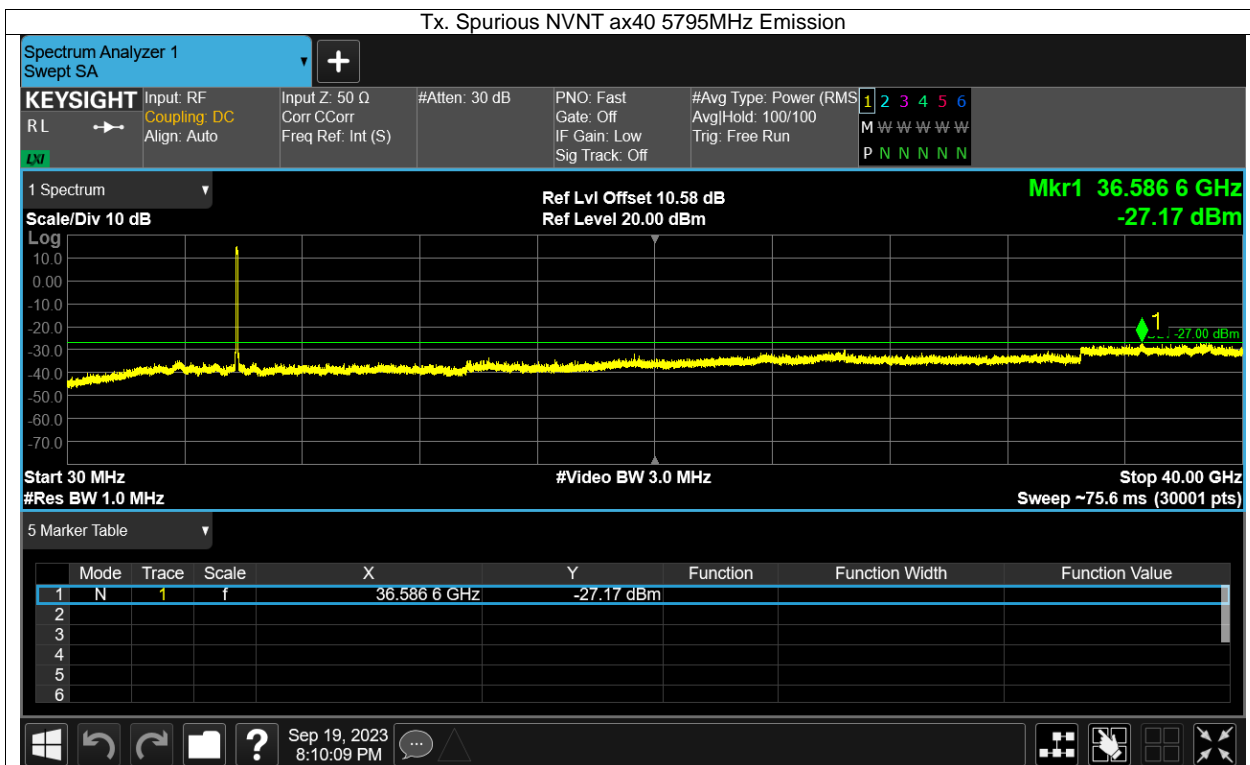 Tx. Spurious NVNT ax40 5795MHz Emission
Spectrum Analyzer 1
Swept SA
KEYSIGHT Input: RF Input Z: 50 Ω #Atten: 30 dB PNO: Fast #Avg Type: Power (RMS 1 2 3 4 5 6
RL Coupling: DC Corr CCorr Gate: Off Avg|Hold: 100/100 M W W W W W
Align: Auto Freq Ref: Int (S) IF Gain: Low Trig: Free Run
LXI Sig Track: Off P N N N N N
1 Spectrum Ref Lvl Offset 10.58 dB Mkr1 36.586 6 GHz
Scale/Div 10 dB Ref Level 20.00 dBm -27.17 dBm
Log
10.0
0.00
-10.0
-20.0 1
-27.00 dBm
-30.0
-40.0
-50.0
-60.0
-70.0
Start 30 MHz #Video BW 3.0 MHz Stop 40.00 GHz
#Res BW 1.0 MHz Sweep ~75.6 ms (30001 pts)
5 Marker Table
Mode Trace Scale X Y Function Function Width Function Value
1 N 1 f 36.586 6 GHz -27.17 dBm
2
3
4
5
6
? Sep 19, 2023
8:10:09 PM